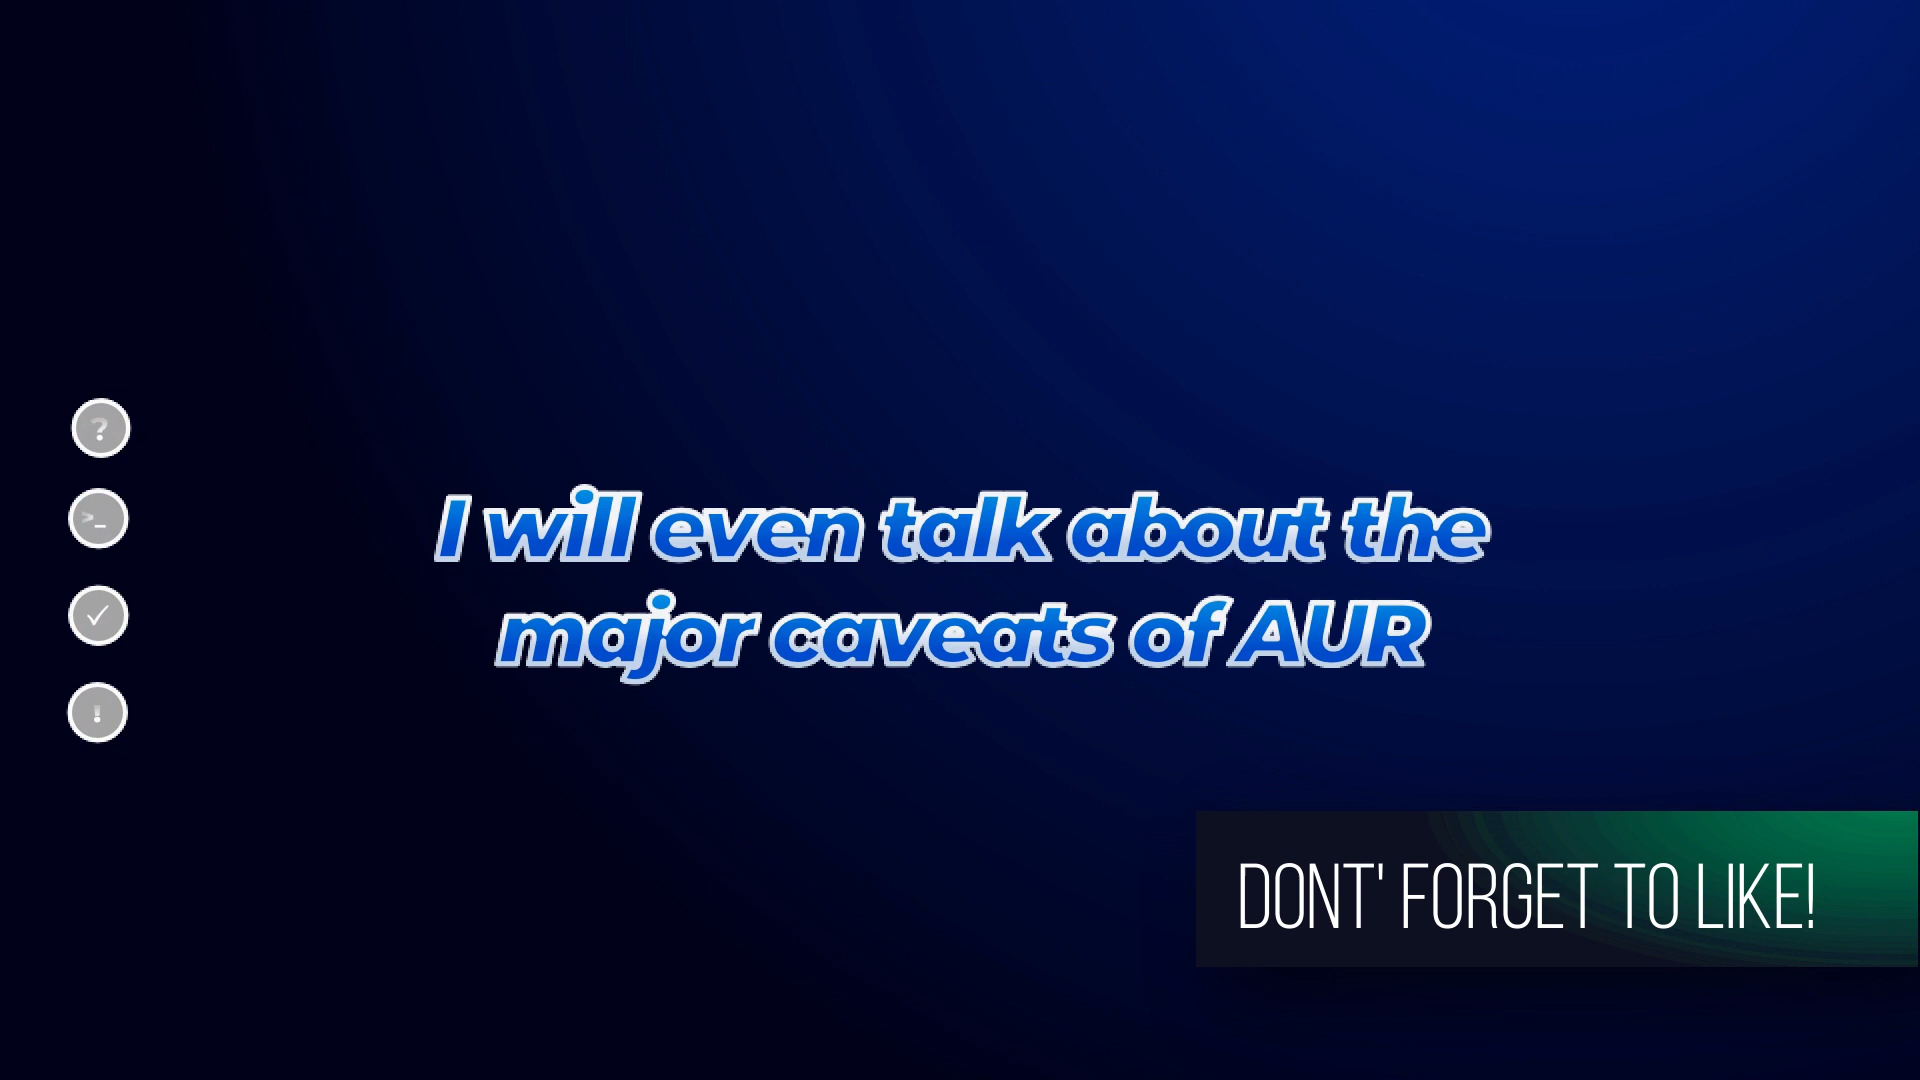 ?
>_
✓
!
I will even talk about the
major caveats of AUR
DONT' FORGET TO LIKE!